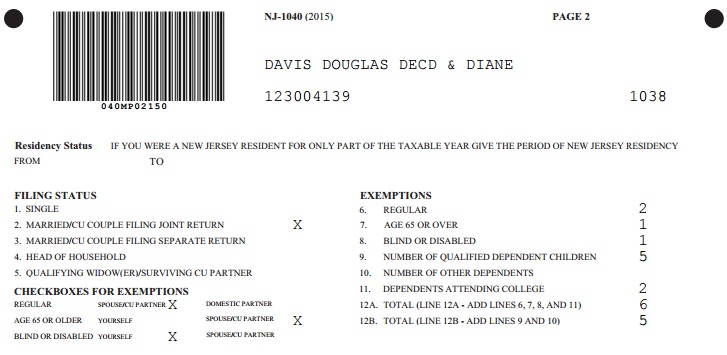 NJ-1040 (2015) PAGE 2
DAVIS DOUGLAS DECD & DIANE
123004139 1038
040MP02150
Residency Status IF YOU WERE A NEW JERSEY RESIDENT FOR ONLY PART OF THE TAXABLE YEAR GIVE THE PERIOD OF NEW JERSEY RESIDENCY
FROM TO
FILING STATUS
1. SINGLE
2. MARRIED/CU COUPLE FILING JOINT RETURN X
3. MARRIED/CU COUPLE FILING SEPARATE RETURN
4. HEAD OF HOUSEHOLD
5. QUALIFYING WIDOW(ER)/SURVIVING CU PARTNER
CHECKBOXES FOR EXEMPTIONS
REGULAR SPOUSE/CU PARTNER X DOMESTIC PARTNER
AGE 65 OR OLDER YOURSELF SPOUSE/CU PARTNER X
BLIND OR DISABLED YOURSELF X SPOUSE/CU PARTNER
EXEMPTIONS
6. REGULAR 2
7. AGE 65 OR OVER 1
8. BLIND OR DISABLED 1
9. NUMBER OF QUALIFIED DEPENDENT CHILDREN 5
10. NUMBER OF OTHER DEPENDENTS
11. DEPENDENTS ATTENDING COLLEGE 2
12A. TOTAL (LINE 12A - ADD LINES 6, 7, 8, AND 11) 6
12B. TOTAL (LINE 12B - ADD LINES 9 AND 10) 5